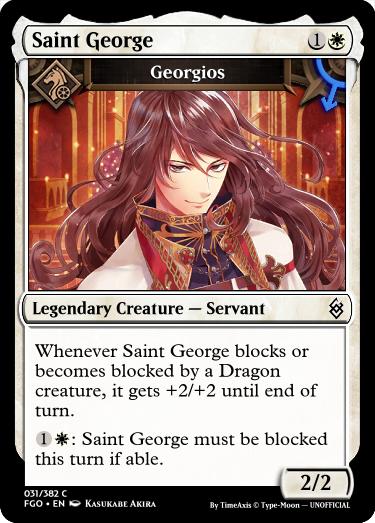 Saint George 1
Georgios
Legendary Creature — Servant
Whenever Saint George blocks or
becomes blocked by a Dragon
creature, it gets +2/+2 until end of
turn.
1 : Saint George must be blocked
this turn if able.
2/2
031/382 C
FGO • EN Kasukabe Akira
By TimeAxis © Type-Moon — UNOFFICIAL